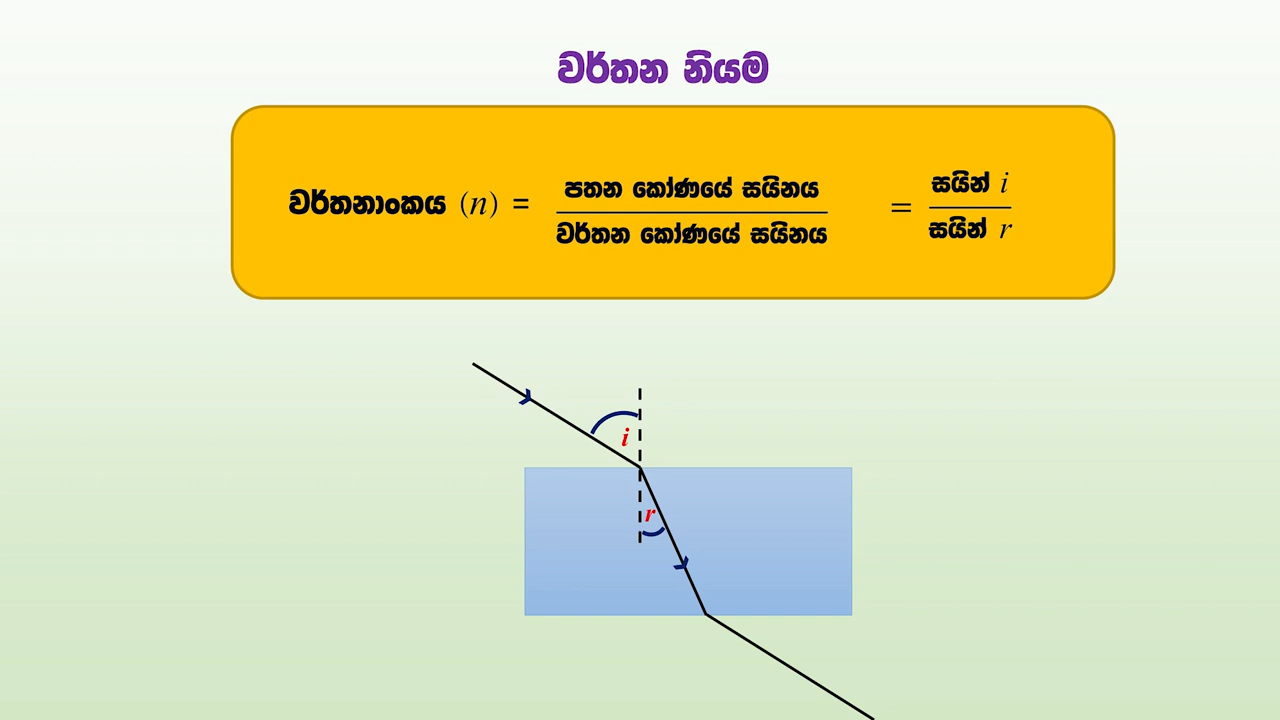 වර්තන නියම
වර්තනාංකය (n) = පතන කෝණයේ සයිනය = සයින් i
වර්තන කෝණයේ සයිනය සයින් r
i
r